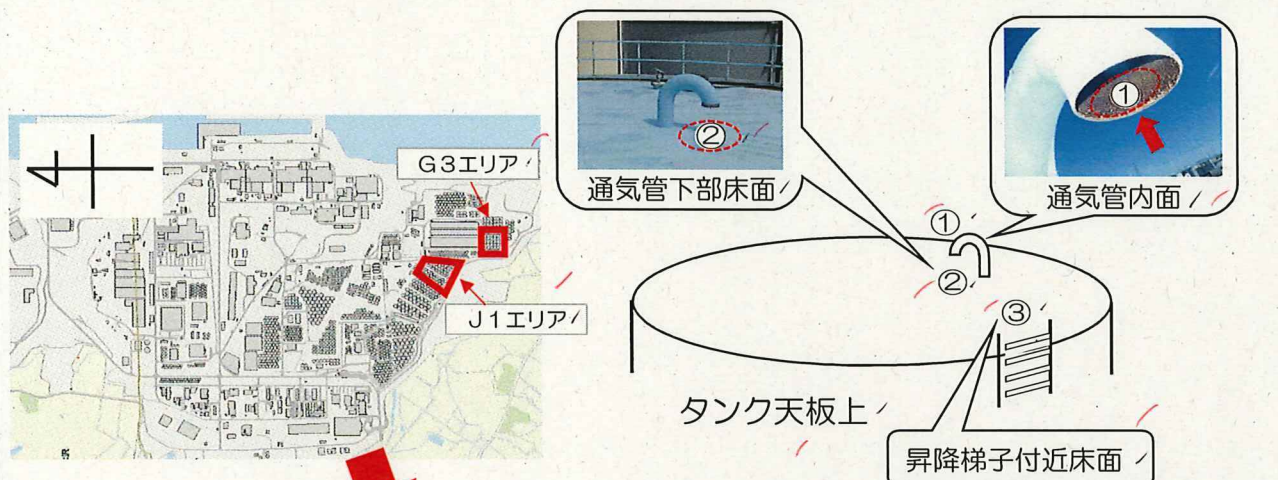 G3エリア
J1エリア
②
通気管下部床面
①
通気管内面
①
②
③
タンク天板上
昇降梯子付近床面